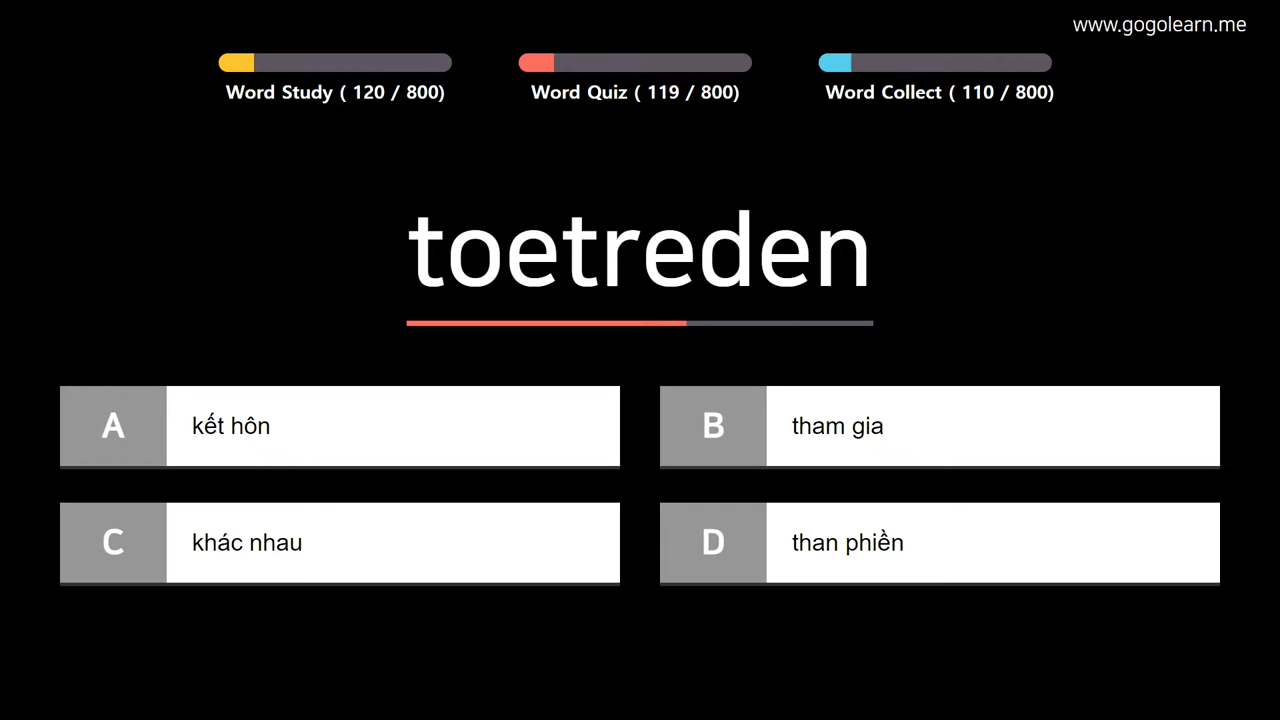 www.gogolearn.me
Word Study ( 120 / 800)
Word Quiz ( 119 / 800)
Word Collect ( 110 / 800)
toetreden
A kết hôn
B tham gia
C khác nhau
D than phiền